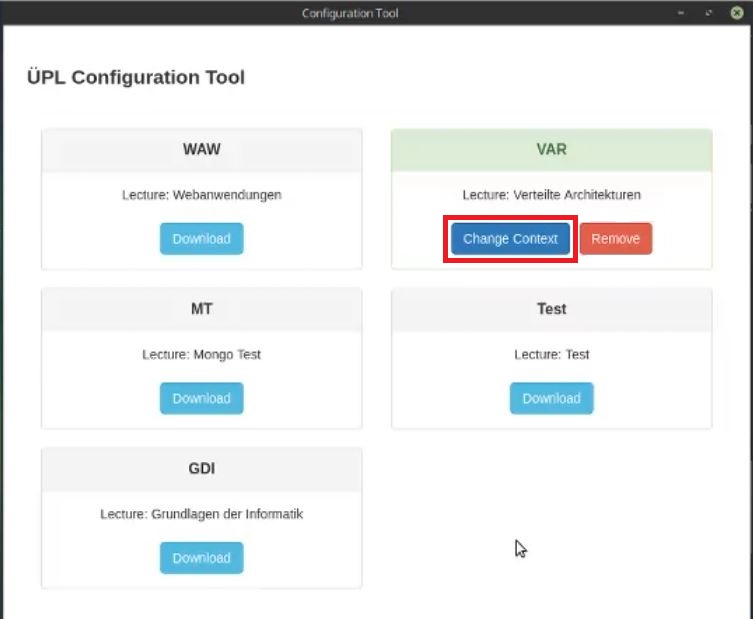 Configuration Tool
ÜPL Configuration Tool
WAW
Lecture: Webanwendungen
Download
VAR
Lecture: Verteilte Architekturen
Change Context
Remove
MT
Lecture: Mongo Test
Download
Test
Lecture: Test
Download
GDI
Lecture: Grundlagen der Informatik
Download